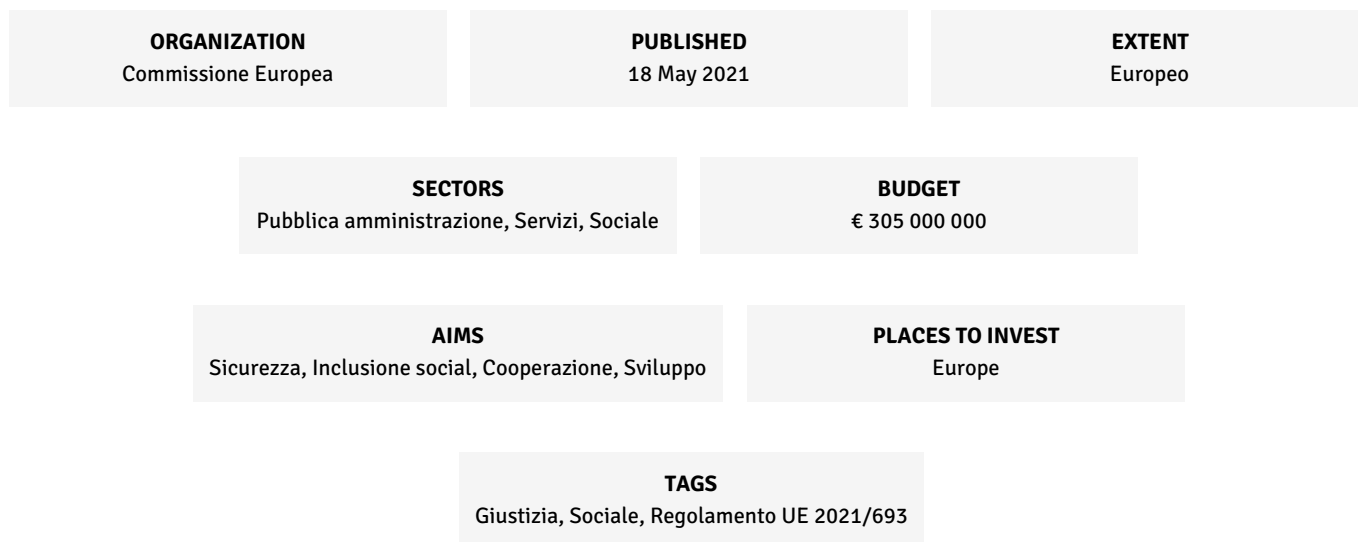 ORGANIZATION
Commissione Europea
PUBLISHED
18 May 2021
EXTENT
Europeo
SECTORS
Pubblica amministrazione, Servizi, Sociale
BUDGET
€ 305 000 000
AIMS
Sicurezza, Inclusione social, Cooperazione, Sviluppo
PLACES TO INVEST
Europe
TAGS
Giustizia, Sociale, Regolamento UE 2021/693